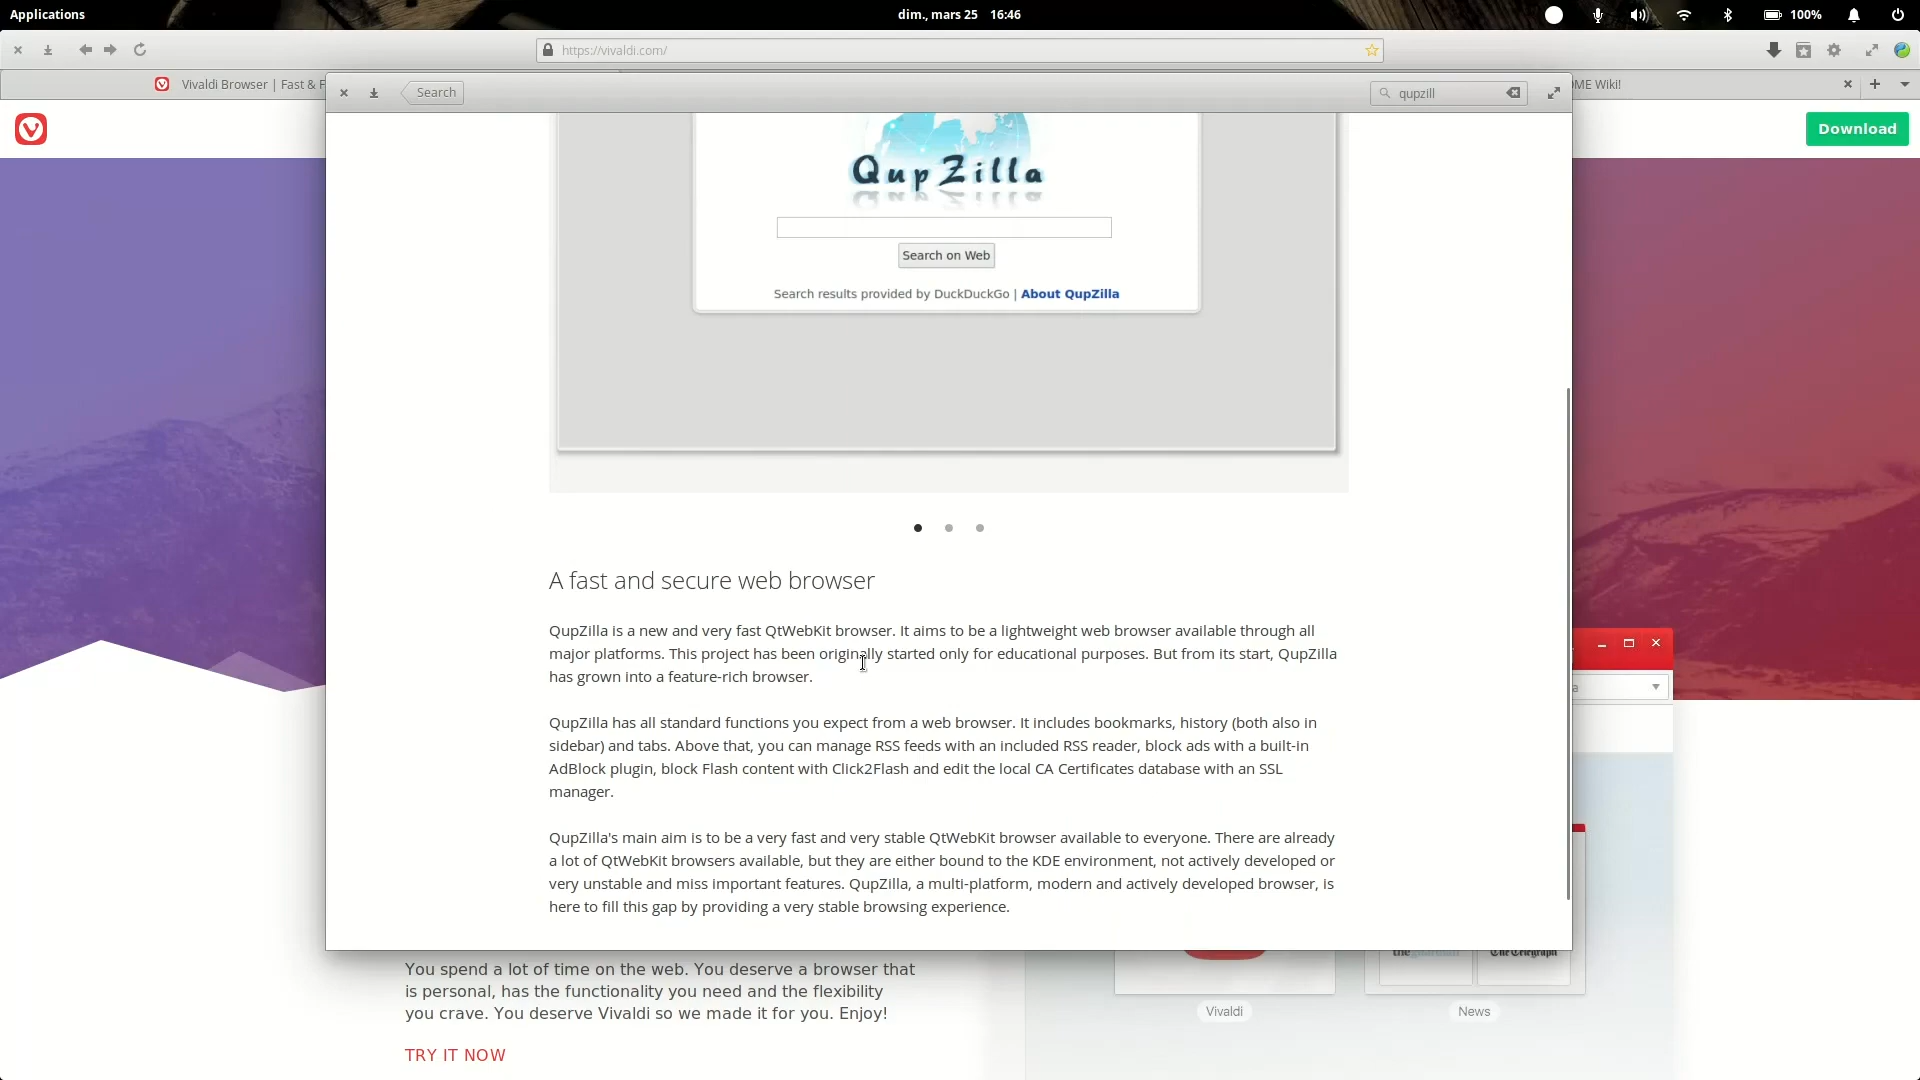 Applications
dim., mars 25 16:46
100%
https://vivaldi.com/
Vivaldi Browser | Fast & F
OME Wiki!
Search
qupzill
Download
QupZilla
Search on Web
Search results provided by DuckDuckGo | About QupZilla
A fast and secure web browser
QupZilla is a new and very fast QtWebKit browser. It aims to be a lightweight web browser available through all
major platforms. This project has been originally started only for educational purposes. But from its start, QupZilla
has grown into a feature-rich browser.
QupZilla has all standard functions you expect from a web browser. It includes bookmarks, history (both also in
sidebar) and tabs. Above that, you can manage RSS feeds with an included RSS reader, block ads with a built-in
AdBlock plugin, block Flash content with Click2Flash and edit the local CA Certificates database with an SSL
manager.
QupZilla's main aim is to be a very fast and very stable QtWebKit browser available to everyone. There are already
a lot of QtWebKit browsers available, but they are either bound to the KDE environment, not actively developed or
very unstable and miss important features. QupZilla, a multi-platform, modern and actively developed browser, is
here to fill this gap by providing a very stable browsing experience.
You spend a lot of time on the web. You deserve a browser that
is personal, has the functionality you need and the flexibility
you crave. You deserve Vivaldi so we made it for you. Enjoy!
TRY IT NOW
theguardian
The Telegraph
Vivaldi
News